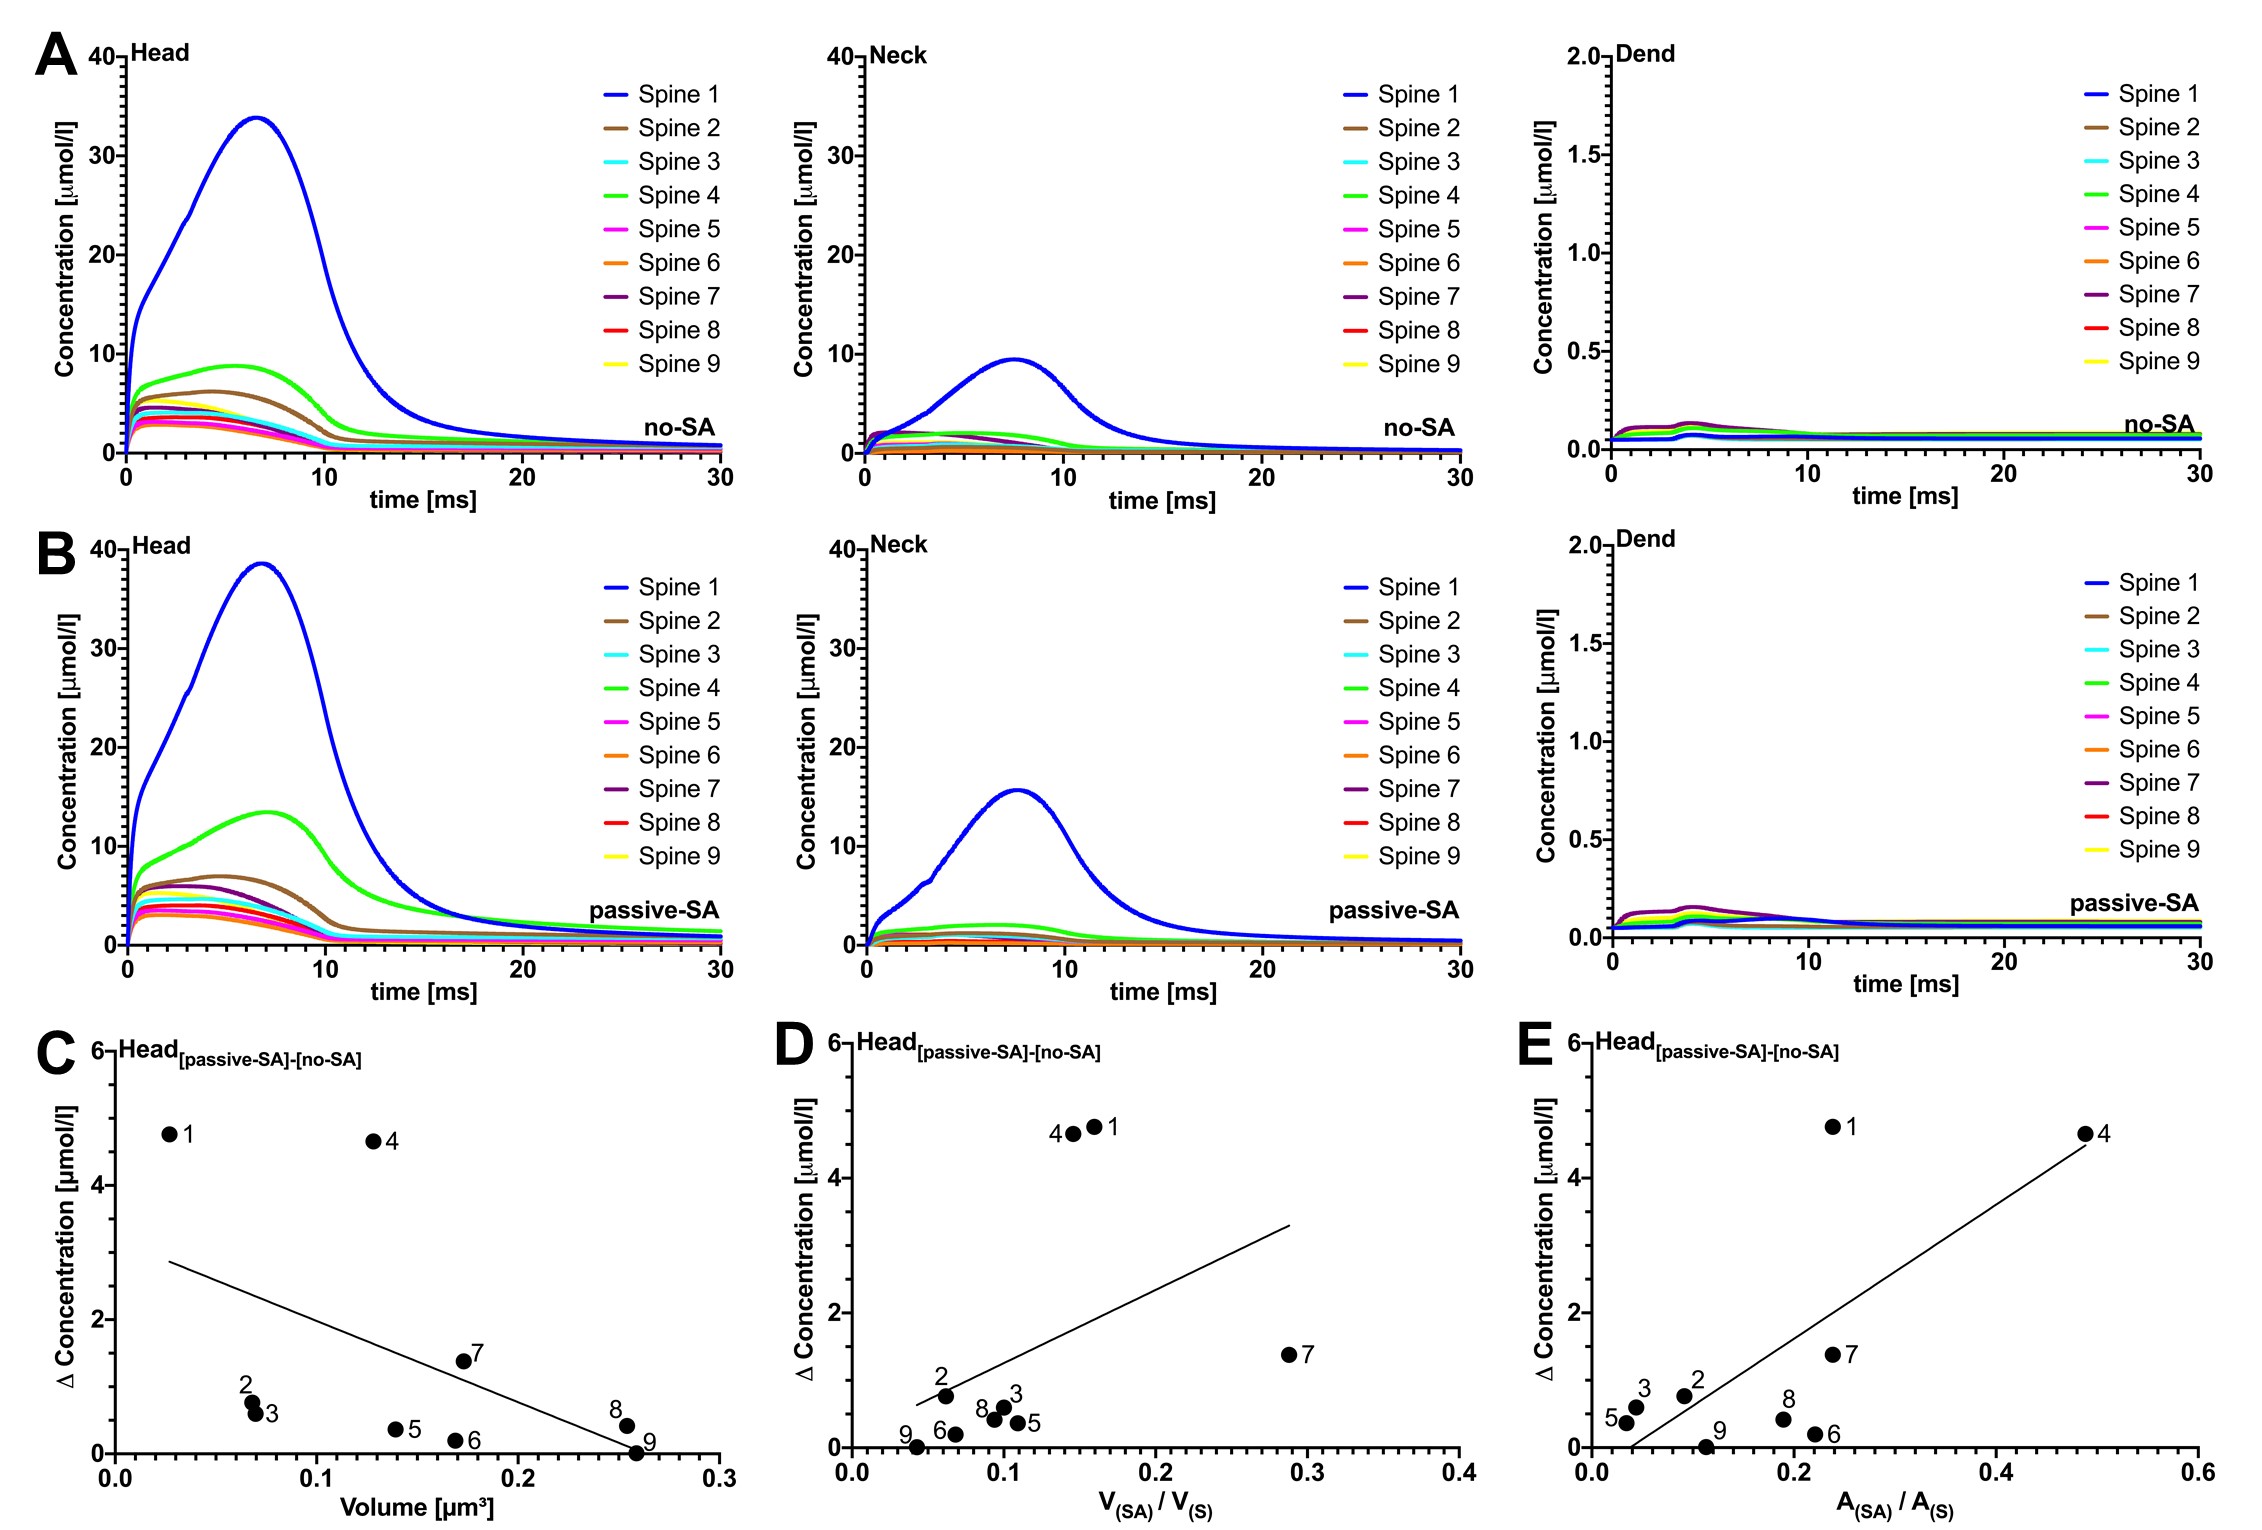 A
Head
40
30
20
10
0
Concentration [µmol/l]
Spine 1
Spine 2
Spine 3
Spine 4
Spine 5
Spine 6
Spine 7
Spine 8
Spine 9
no-SA
0 10 20 30
time [ms]
Neck
40
30
20
10
0
Concentration [µmol/l]
Spine 1
Spine 2
Spine 3
Spine 4
Spine 5
Spine 6
Spine 7
Spine 8
Spine 9
no-SA
0 10 20 30
time [ms]
Dend
2.0
1.5
1.0
0.5
0.0
Concentration [µmol/l]
Spine 1
Spine 2
Spine 3
Spine 4
Spine 5
Spine 6
Spine 7
Spine 8
Spine 9
no-SA
0 10 20 30
time [ms]
B
Head
40
30
20
10
0
Concentration [µmol/l]
Spine 1
Spine 2
Spine 3
Spine 4
Spine 5
Spine 6
Spine 7
Spine 8
Spine 9
passive-SA
0 10 20 30
time [ms]
Neck
40
30
20
10
0
Concentration [µmol/l]
Spine 1
Spine 2
Spine 3
Spine 4
Spine 5
Spine 6
Spine 7
Spine 8
Spine 9
passive-SA
0 10 20 30
time [ms]
Dend
2.0
1.5
1.0
0.5
0.0
Concentration [µmol/l]
Spine 1
Spine 2
Spine 3
Spine 4
Spine 5
Spine 6
Spine 7
Spine 8
Spine 9
passive-SA
0 10 20 30
time [ms]
C
Head[passive-SA]-[no-SA]
6
4
2
0
Δ Concentration [µmol/l]
1
4
7
2
3
5
6
8
9
0.0 0.1 0.2 0.3
Volume [µm³]
D
Head[passive-SA]-[no-SA]
6
4
2
0
Δ Concentration [µmol/l]
4
1
7
2
3
8
5
6
9
0.0 0.1 0.2 0.3 0.4
V(SA) / V(S)
E
Head[passive-SA]-[no-SA]
6
4
2
0
Δ Concentration [µmol/l]
1
4
7
2
3
8
5
9
6
0.0 0.2 0.4 0.6
A(SA) / A(S)